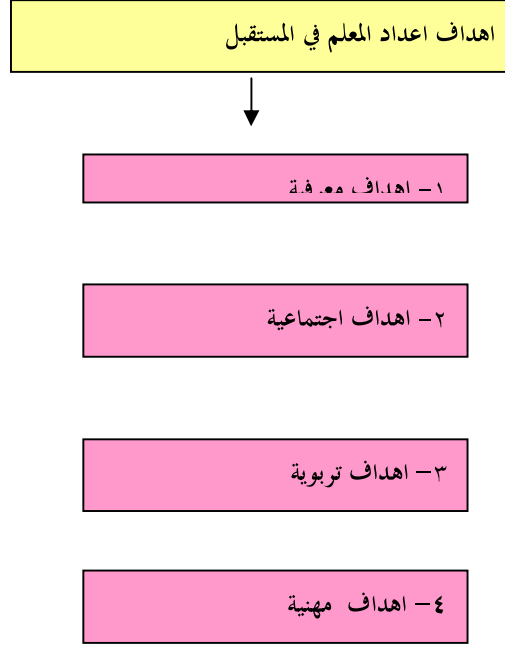 اهداف اعداد المعلم في المستقبل
١- اهداف معرفية
٢- اهداف اجتماعية
٣- اهداف تربوية
٤- اهداف مهنية